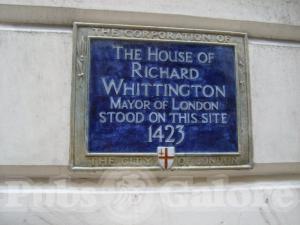 THE CORPORATION OF
THE HOUSE OF
RICHARD
WHITTINGTON
MAYOR OF LONDON
STOOD ON THIS SITE
1423
THE CITY OF LONDON
Pubs Galore